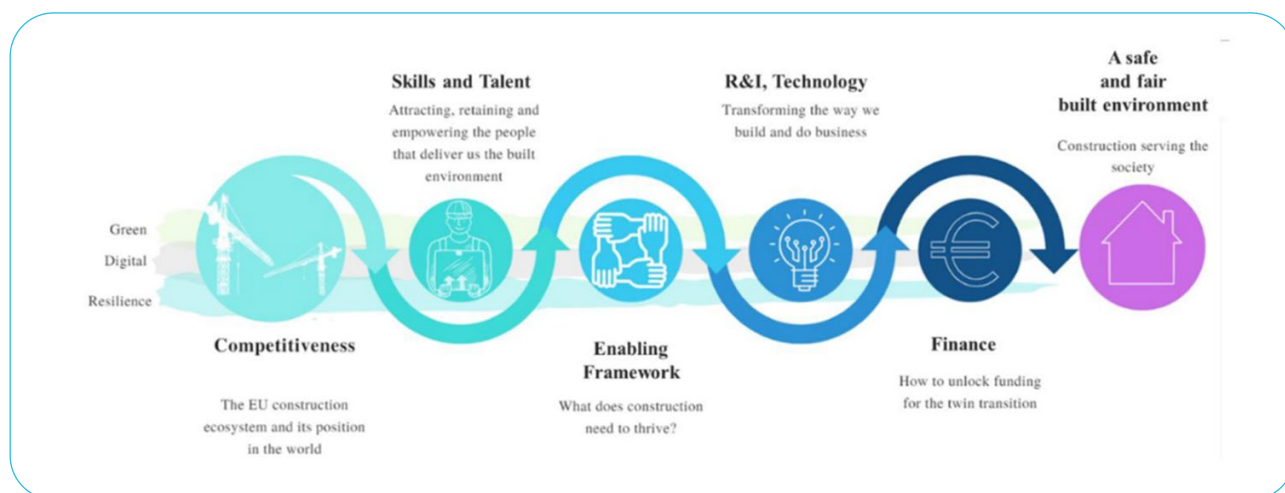 Green
Digital
Resilience
Competitiveness
The EU construction
ecosystem and its position
in the world
Skills and Talent
Attracting, retaining and
empowering the people
that deliver us the built
environment
Enabling
Framework
What does construction
need to thrive?
R&I, Technology
Transforming the way we
build and do business
Finance
How to unlock funding
for the twin transition
A safe
and fair
built environment
Construction serving the
society